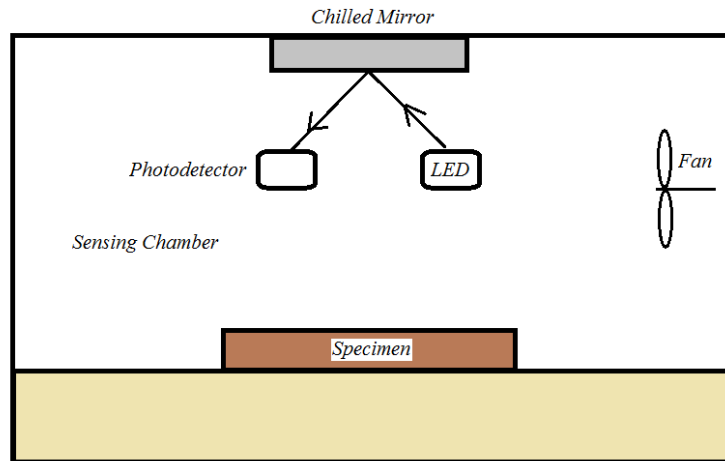 Chilled Mirror
Photodetector
LED
Fan
Sensing Chamber
Specimen